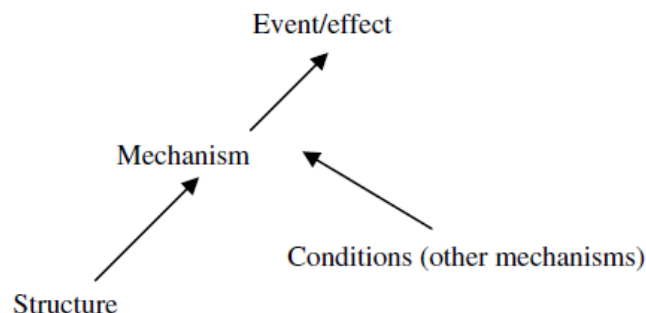 Event/effect
Mechanism
Conditions (other mechanisms)
Structure